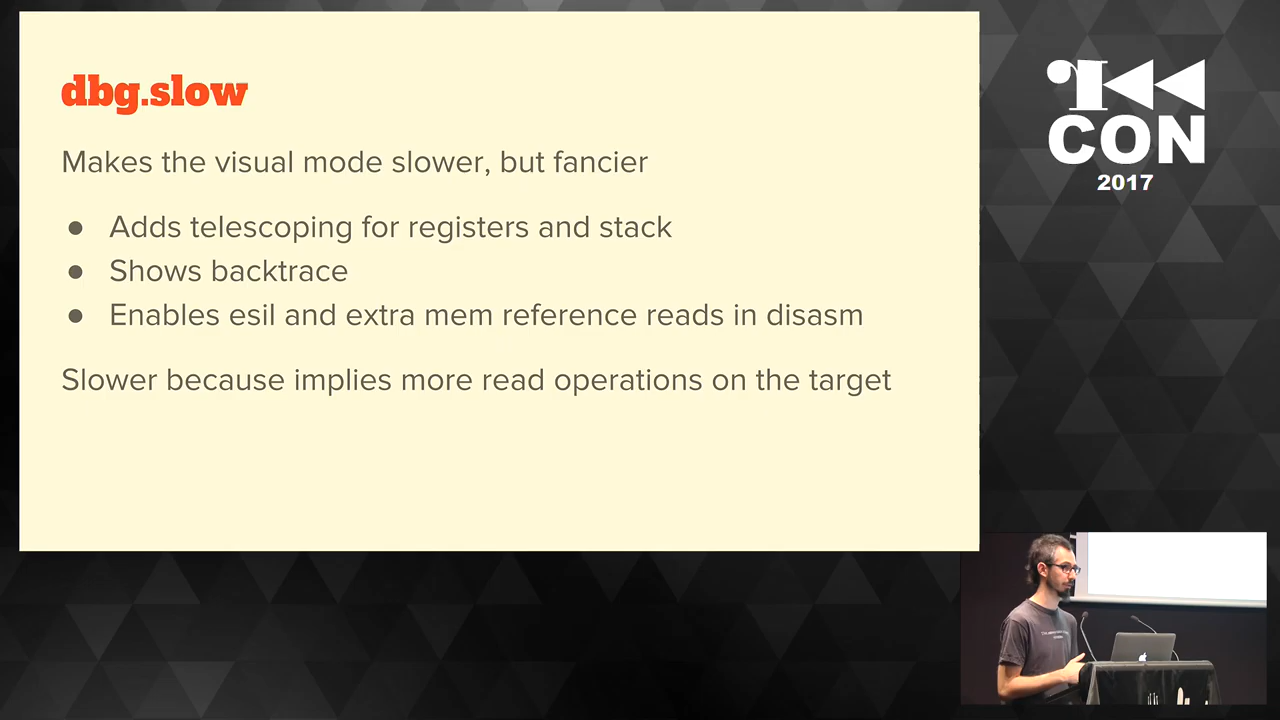 dbg.slow
Makes the visual mode slower, but fancier
● Adds telescoping for registers and stack
● Shows backtrace
● Enables esil and extra mem reference reads in disasm
Slower because implies more read operations on the target
CON
2017